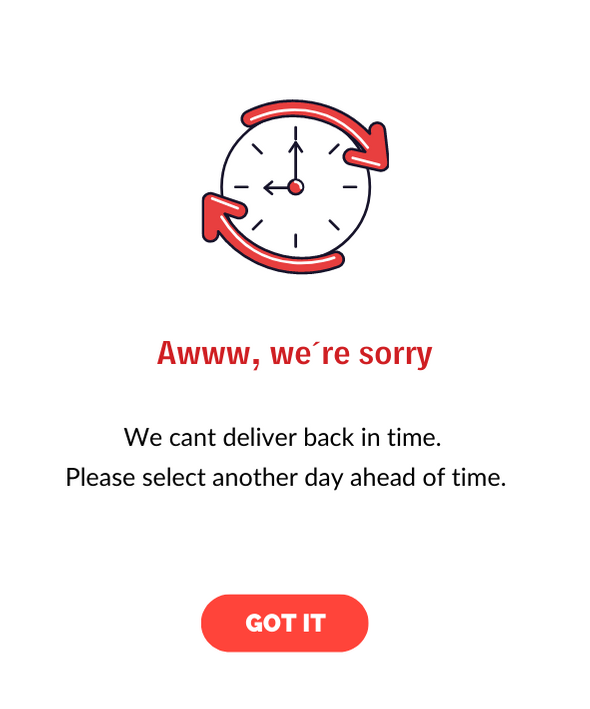 Awww, we´re sorry
We cant deliver back in time.
Please select another day ahead of time.
GOT IT